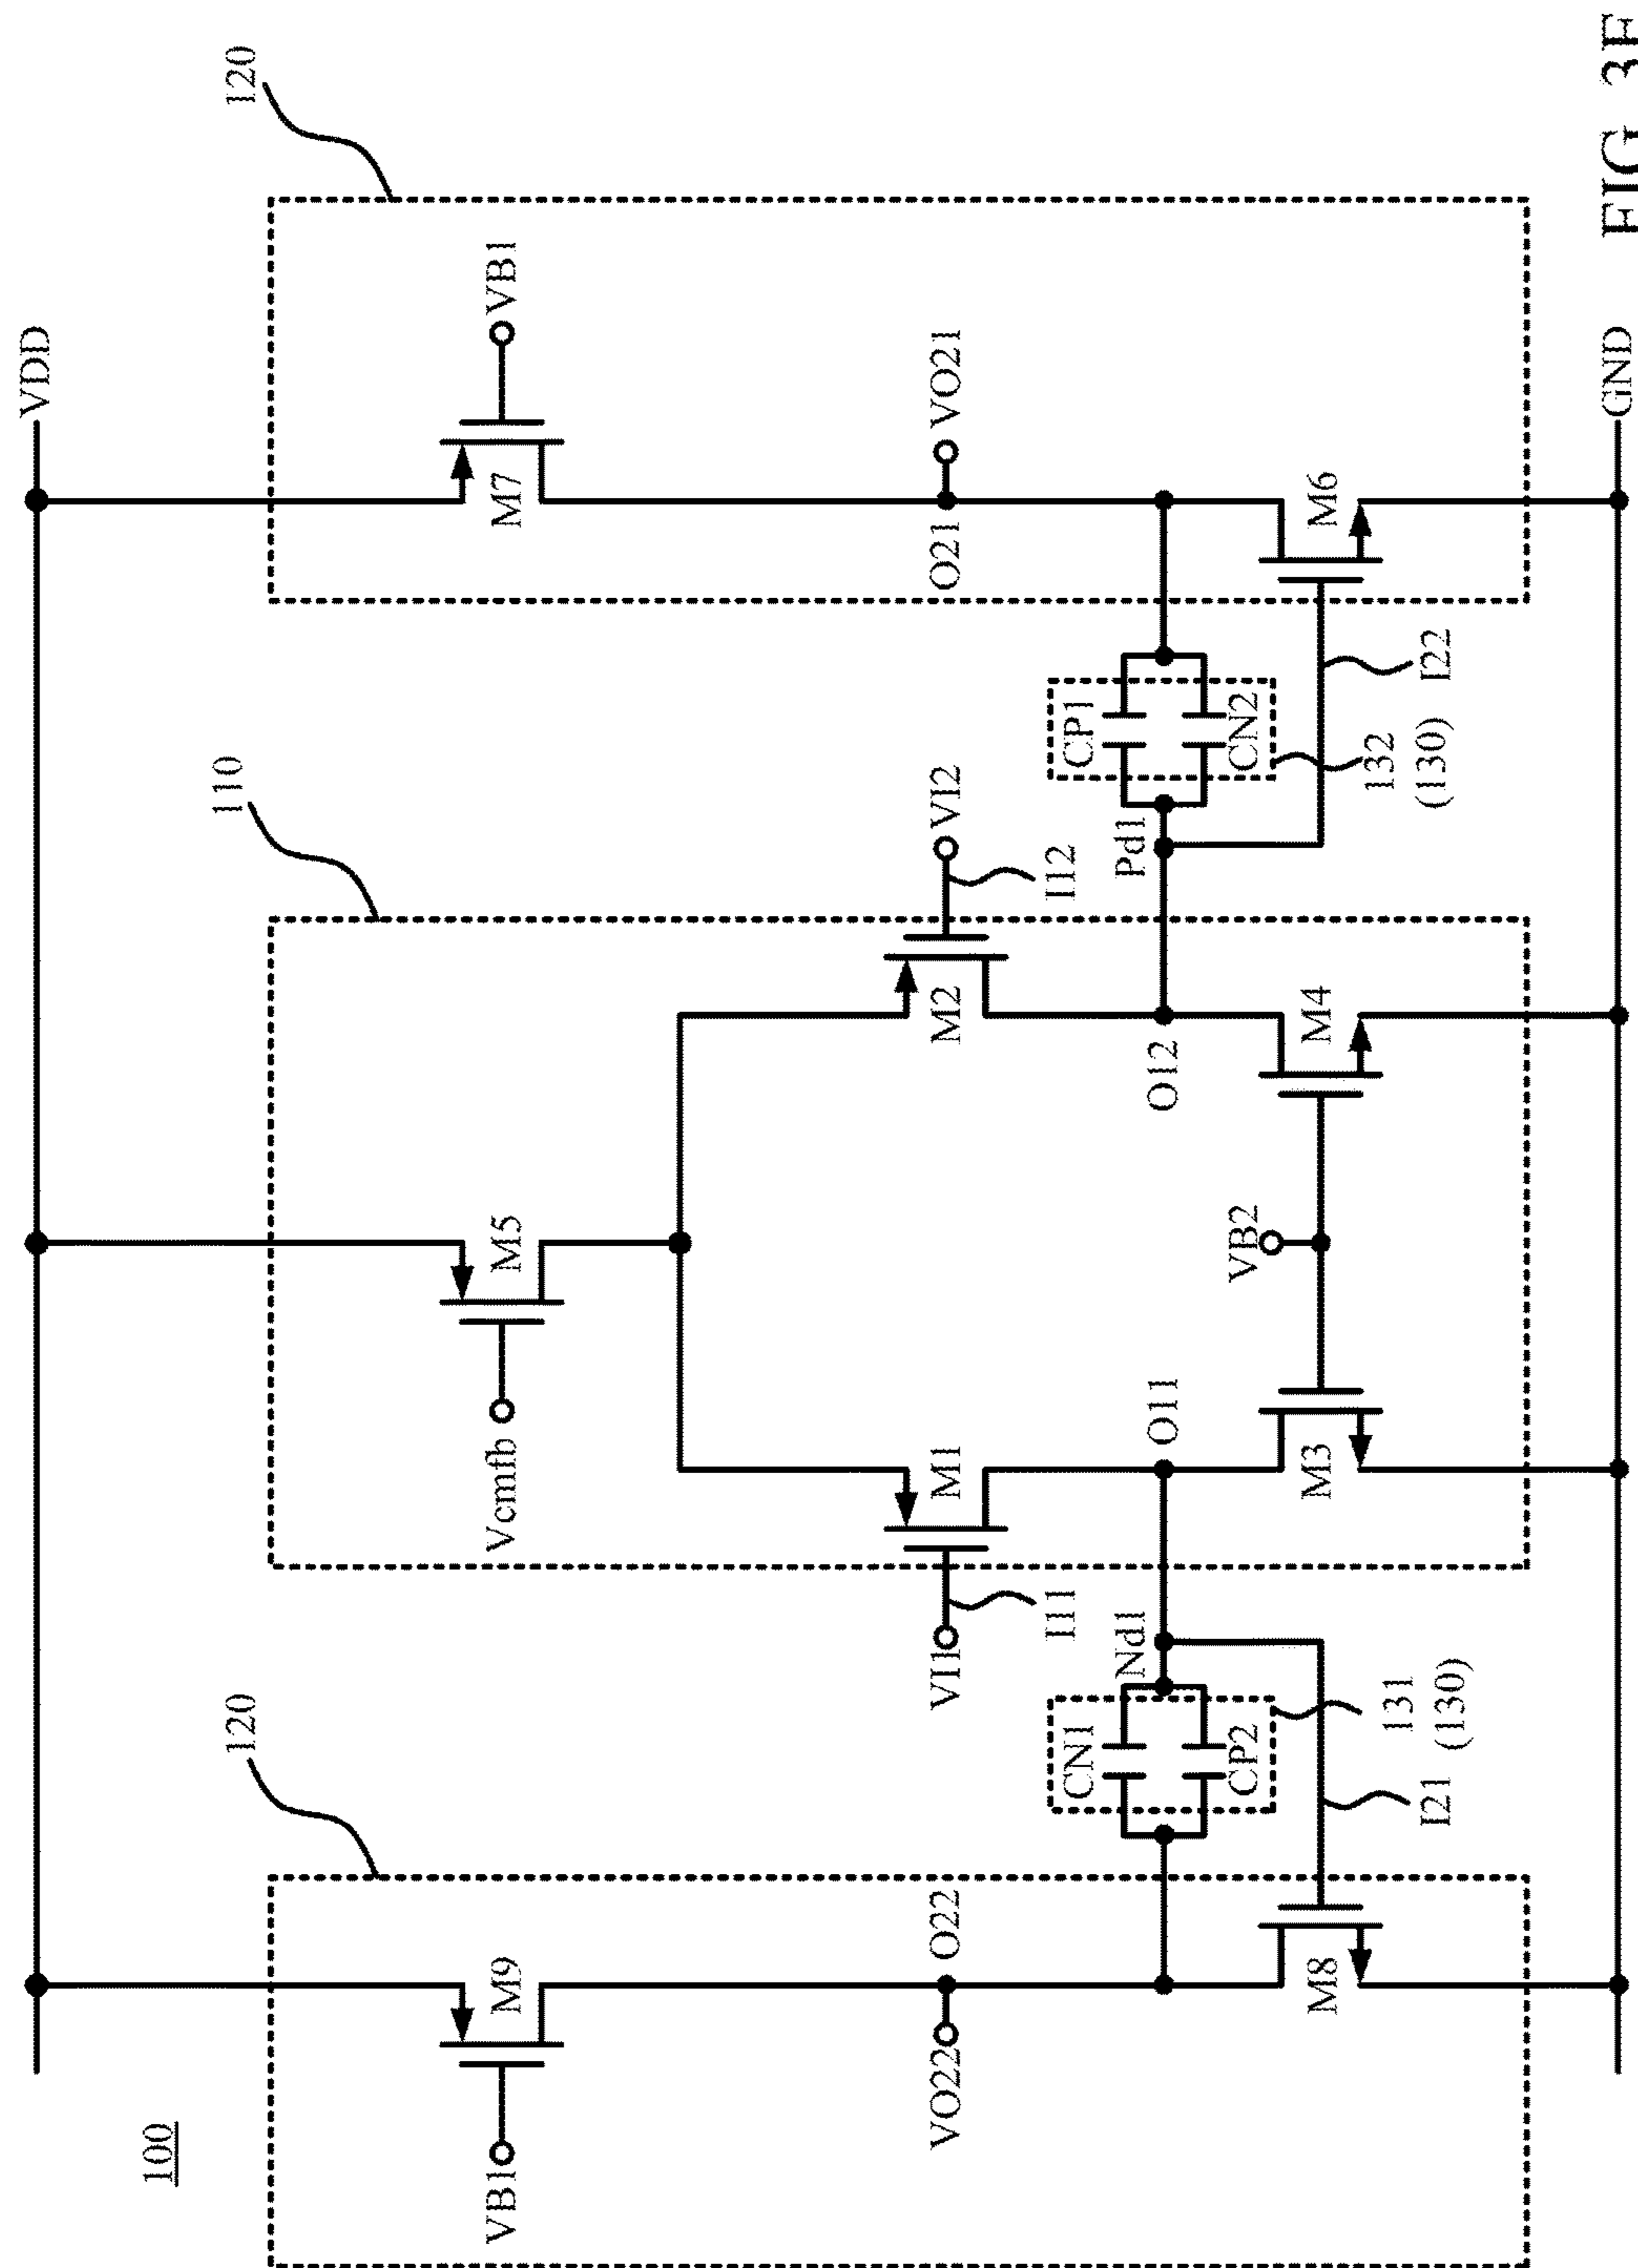 100
VDD
120
110
120
VB1
M9
Vcmfb
M5
M7
VB1
VO22
O22
VI1
I11
M1
M2
VI2
I12
O21
VO21
Nd1
O11
O12
Pd1
CN1
CP2
CP1
CN2
VB2
M8
M3
M4
M6
I21
131
(130)
132
(130)
I22
GND